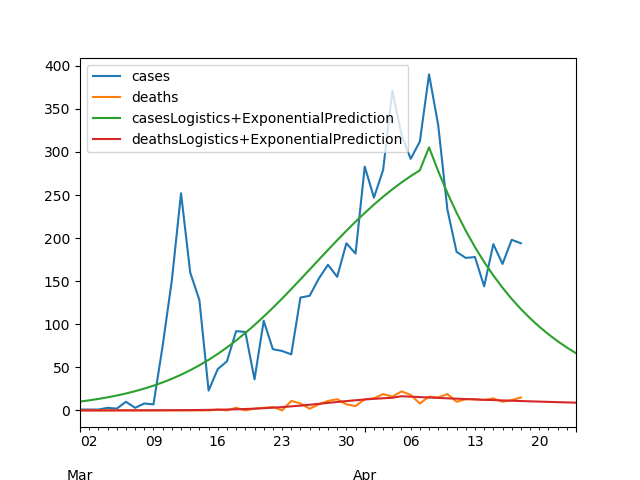 400
350
300
250
200
150
100
50
0
cases
deaths
casesLogistics+ExponentialPrediction
deathsLogistics+ExponentialPrediction
02 09 16 23 30 06 13 20
Mar Apr